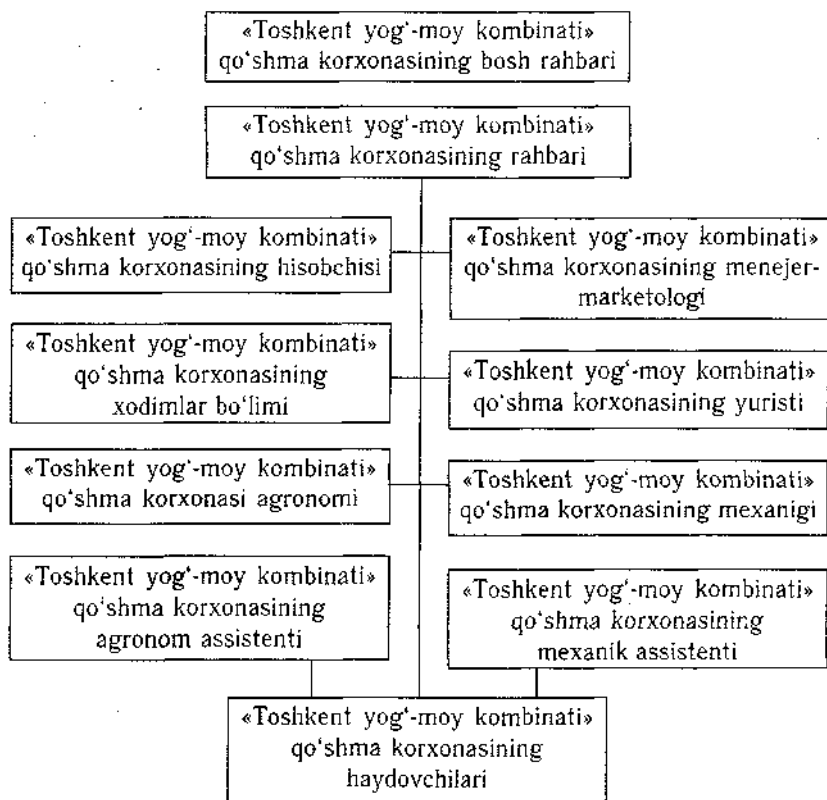 «Toshkent yog‘-moy kombinati»
qo‘shma korxonasining bosh rahbari
«Toshkent yog‘-moy kombinati»
qo‘shma korxonasining rahbari
«Toshkent yog‘-moy kombinati»
qo‘shma korxonasining hisobchisi
«Toshkent yog‘-moy kombinati»
qo‘shma korxonasining menejer-
marketologi
«Toshkent yog‘-moy kombinati»
qo‘shma korxonasining
xodimlar bo‘limi
«Toshkent yog‘-moy kombinati»
qo‘shma korxonasining yuristi
«Toshkent yog‘-moy kombinati»
qo‘shma korxonasi agronomi
«Toshkent yog‘-moy kombinati»
qo‘shma korxonasining mexanigi
«Toshkent yog‘-moy kombinati»
qo‘shma korxonasining
agronom assistenti
«Toshkent yog‘-moy kombinati»
qo‘shma korxonasining
mexanik assistenti
«Toshkent yog‘-moy kombinati»
qo‘shma korxonasining
haydovchilari